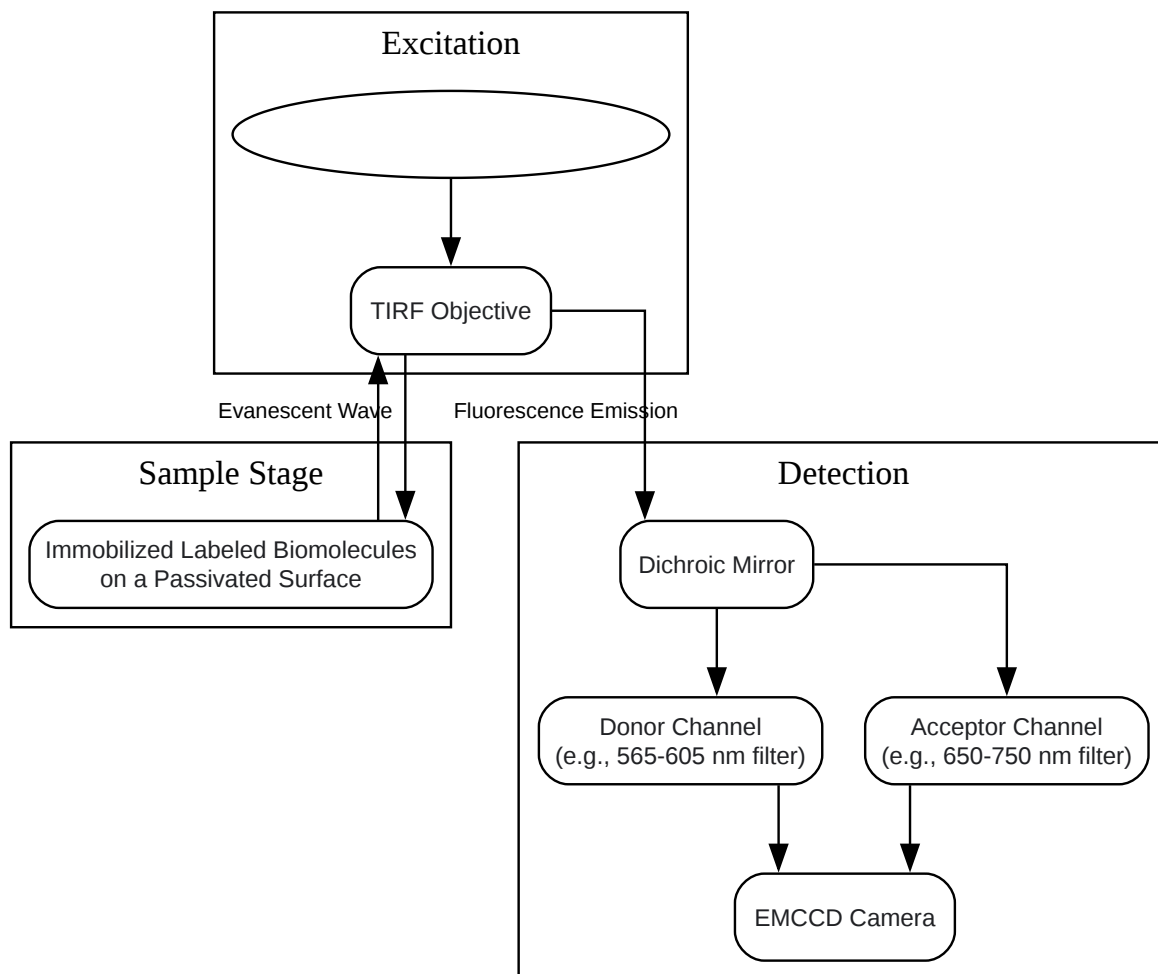 Excitation
TIRF Objective
Evanescent Wave
Fluorescence Emission
Sample Stage
Immobilized Labeled Biomolecules
on a Passivated Surface
Detection
Dichroic Mirror
Donor Channel
(e.g., 565-605 nm filter)
Acceptor Channel
(e.g., 650-750 nm filter)
EMCCD Camera